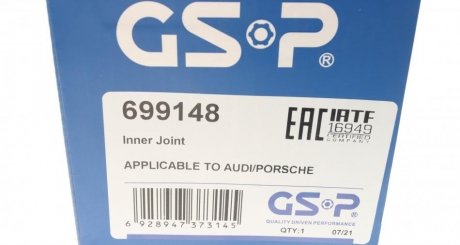 GSP®
699148
Inner Joint
EAC IATF
16949
CERTIFIED
COMPANY
APPLICABLE TO AUDI/PORSCHE
6 928947 373145
GSP®
QUALITY DRIVEN PERFORMANCE
QTY:1 07/21